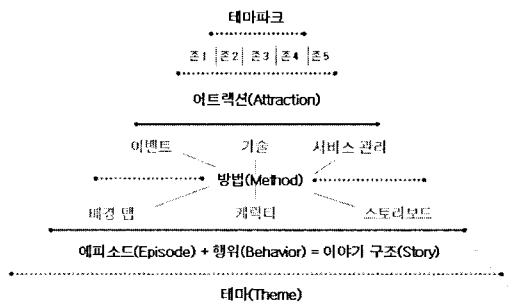 테마파크
존1 존2 존3 존4 존5
어트랙션(Attraction)
이벤트 기술 서비스 관리
방법(Method)
배경 맵 캐릭터 스토리보드
에피소드(Episode) + 행위(Behavior) = 이야기 구조(Story)
테마(Theme)